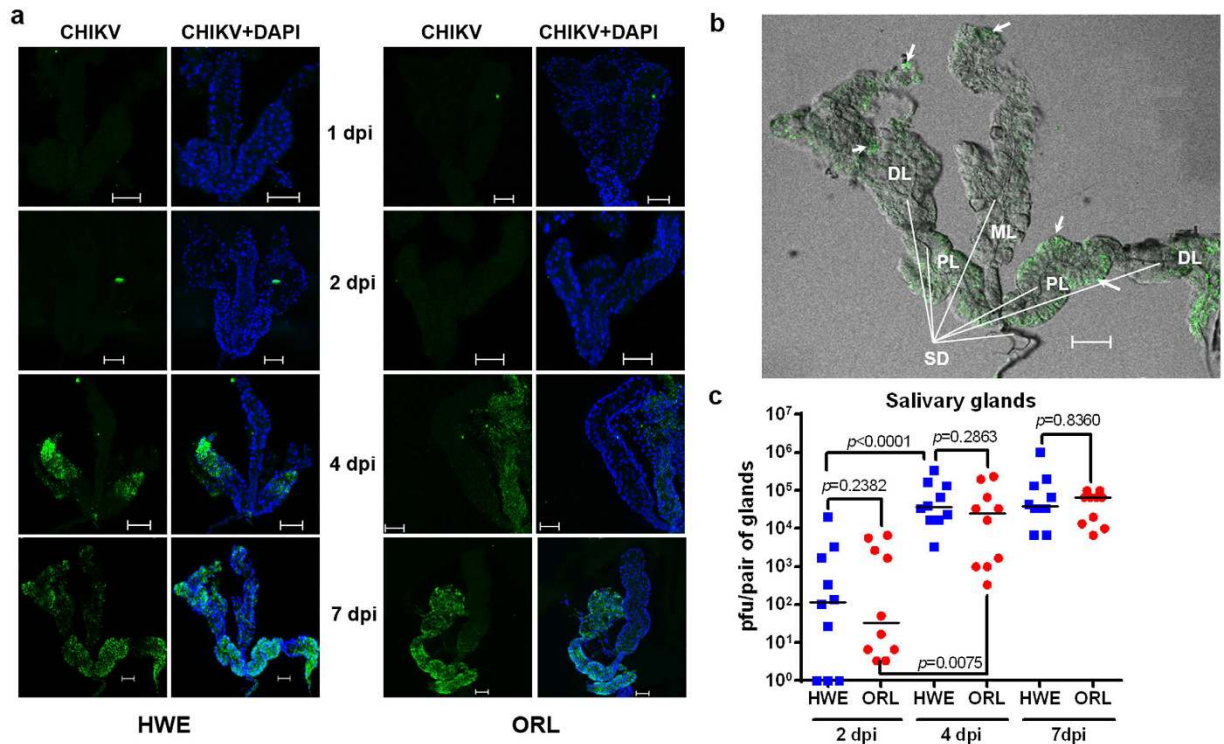 a
CHIKV CHIKV+DAPI
CHIKV CHIKV+DAPI
1 dpi
2 dpi
4 dpi
7 dpi
HWE
ORL
b
DL
ML
PL
PL
DL
SD
c
Salivary glands
pfu/pair of glands
10⁷
10⁶
10⁵
10⁴
10³
10²
10¹
10⁰
p<0.0001
p=0.2382
p=0.2863
p=0.8360
p=0.0075
HWE ORL HWE ORL HWE ORL
2 dpi 4 dpi 7dpi